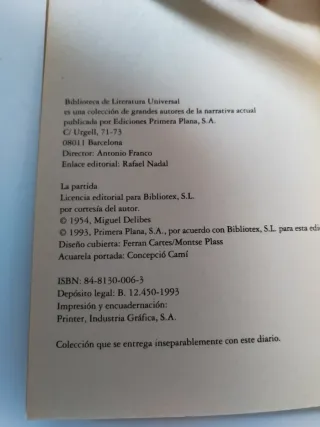 Biblioteca de Literatura Universal
es una colección de grandes autores de la narrativa actual
publicada por Ediciones Primera Plana, S.A.
C/ Urgell, 71-73
08011 Barcelona
Director: Antonio Franco
Enlace editorial: Rafael Nadal
La partida
Licencia editorial para Bibliotex, S.L.
por cortesía del autor.
© 1954, Miguel Delibes
© 1993, Primera Plana, S.A., por acuerdo con Bibliotex, S.L. para esta edi
Diseño cubierta: Ferran Cartes/Montse Plass
Acuarela portada: Concepció Camí
ISBN: 84-8130-006-3
Depósito legal: B. 12.450-1993
Impresión y encuadernación:
Printer, Industria Gráfica, S.A.
Colección que se entrega inseparablemente con este diario.